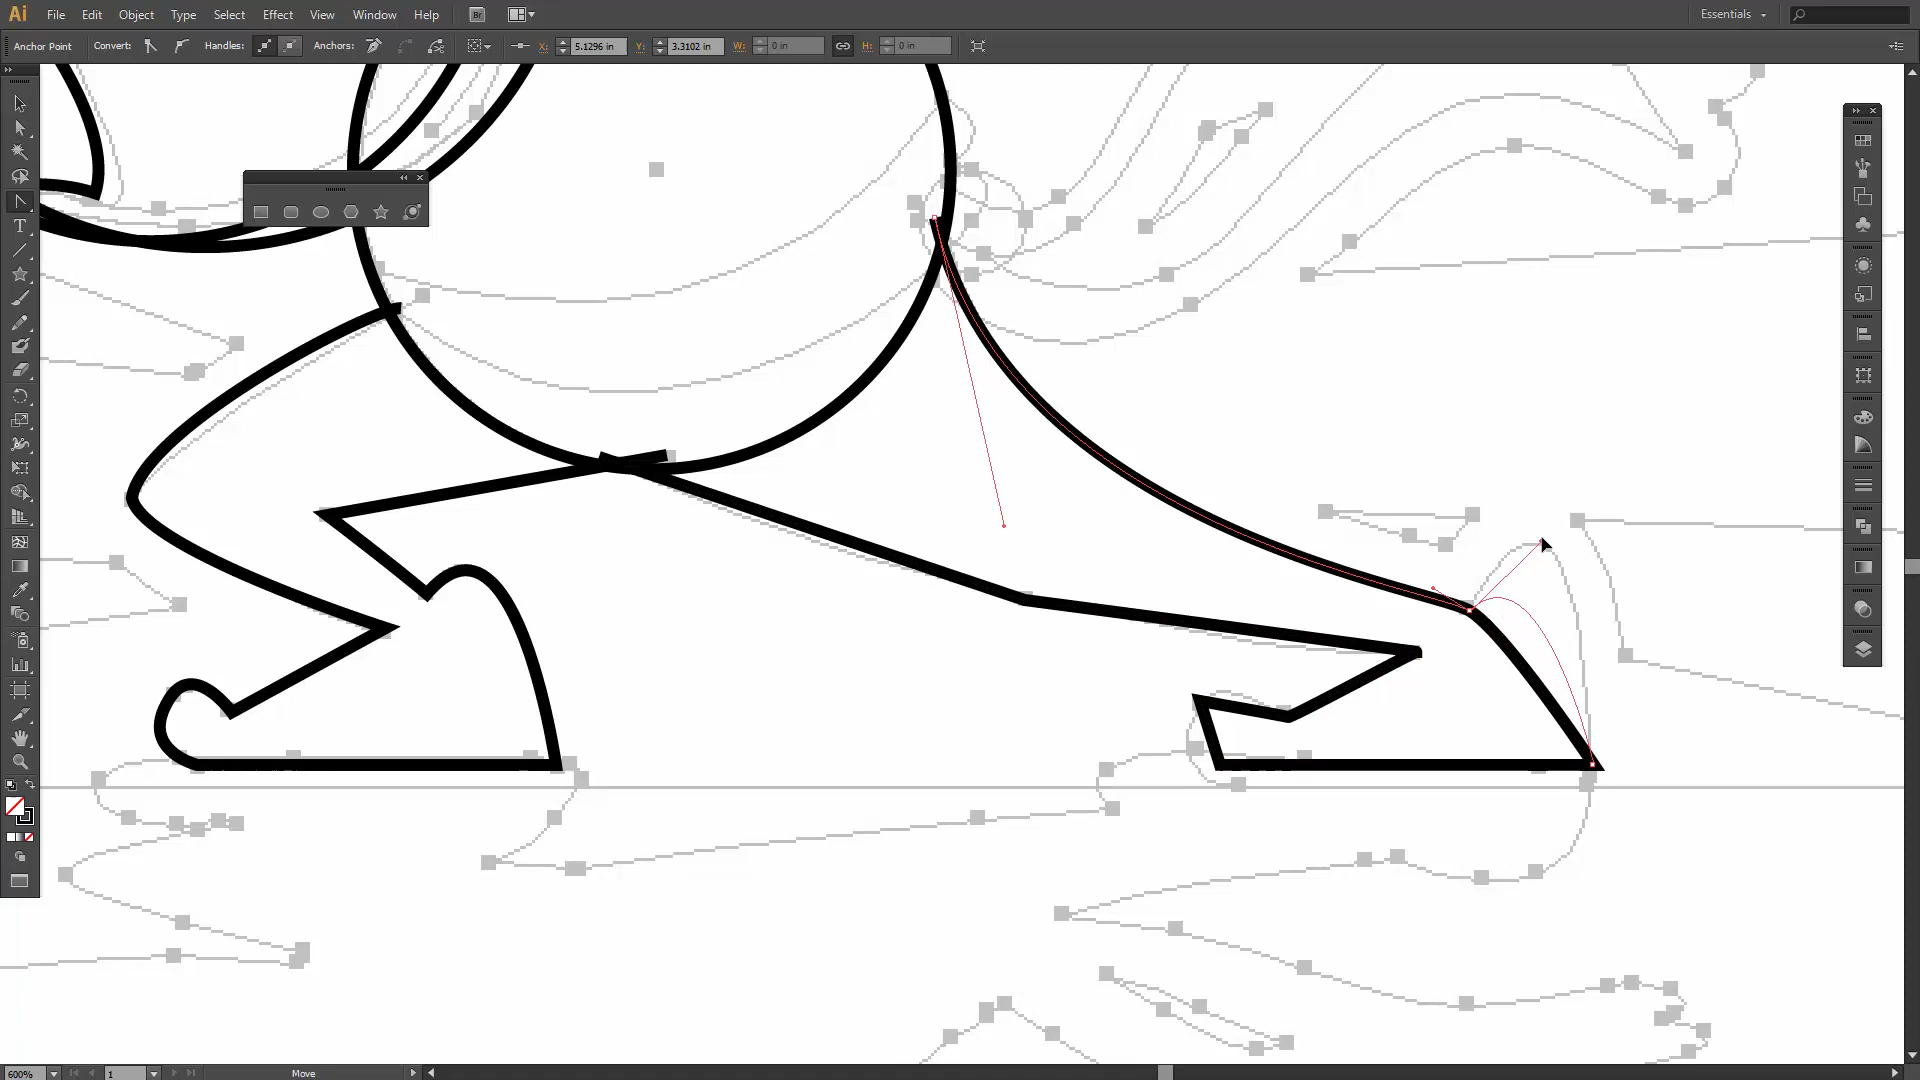 Ai File Edit Object Type Select Effect View Window Help Br Essentials
Anchor Point Convert: Handles: Anchors: X: 5.1296 in Y: 3.3102 in W: 0 in H: 0 in
T
600% 1 Move